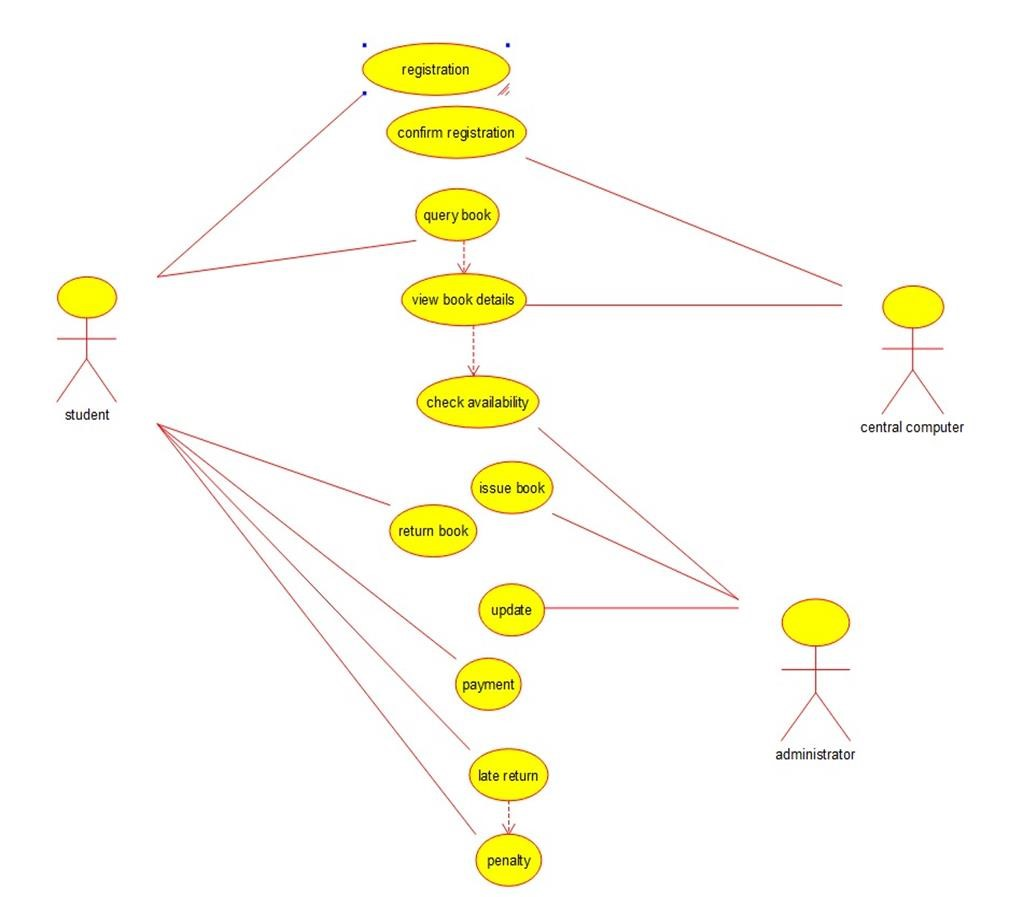 registration
confirm registration
query book
view book details
check availability
student
central computer
issue book
return book
update
payment
administrator
late return
penalty